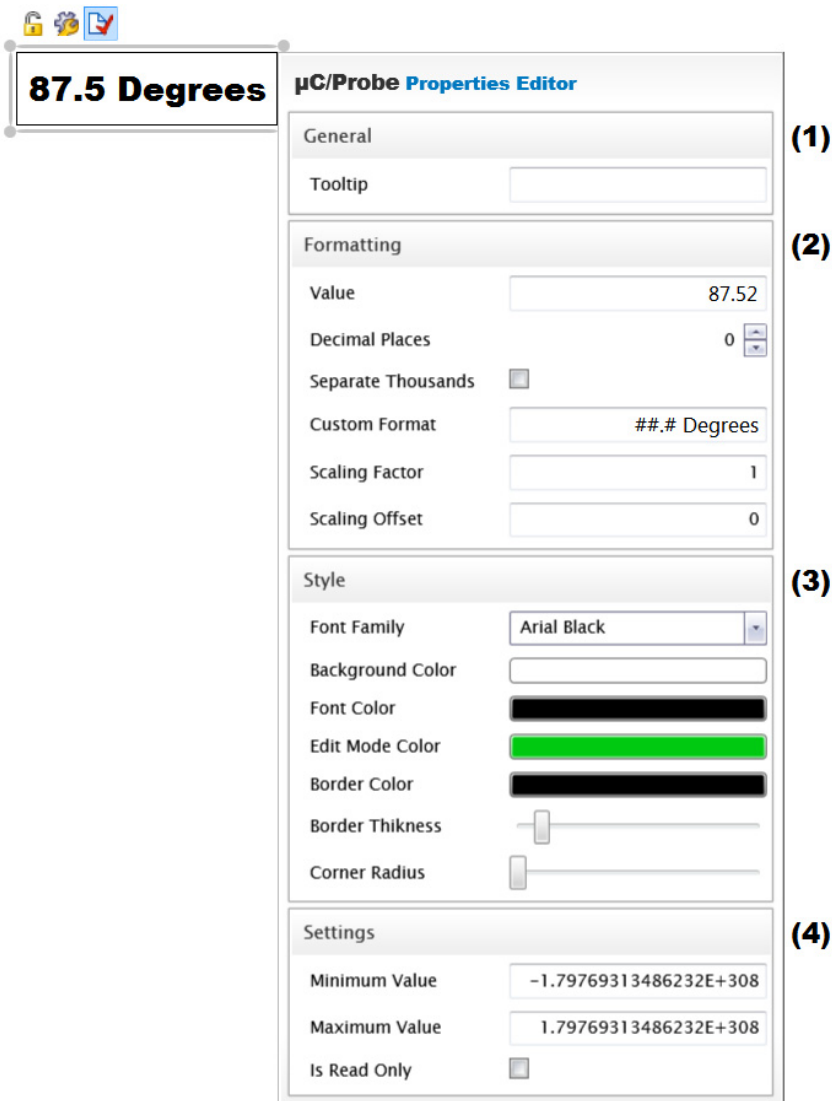 87.5 Degrees
µC/Probe Properties Editor
General (1)
Tooltip
Formatting (2)
Value 87.52
Decimal Places 0
Separate Thousands
Custom Format ##.# Degrees
Scaling Factor 1
Scaling Offset 0
Style (3)
Font Family Arial Black
Background Color
Font Color
Edit Mode Color
Border Color
Border Thikness
Corner Radius
Settings (4)
Minimum Value -1.79769313486232E+308
Maximum Value 1.79769313486232E+308
Is Read Only